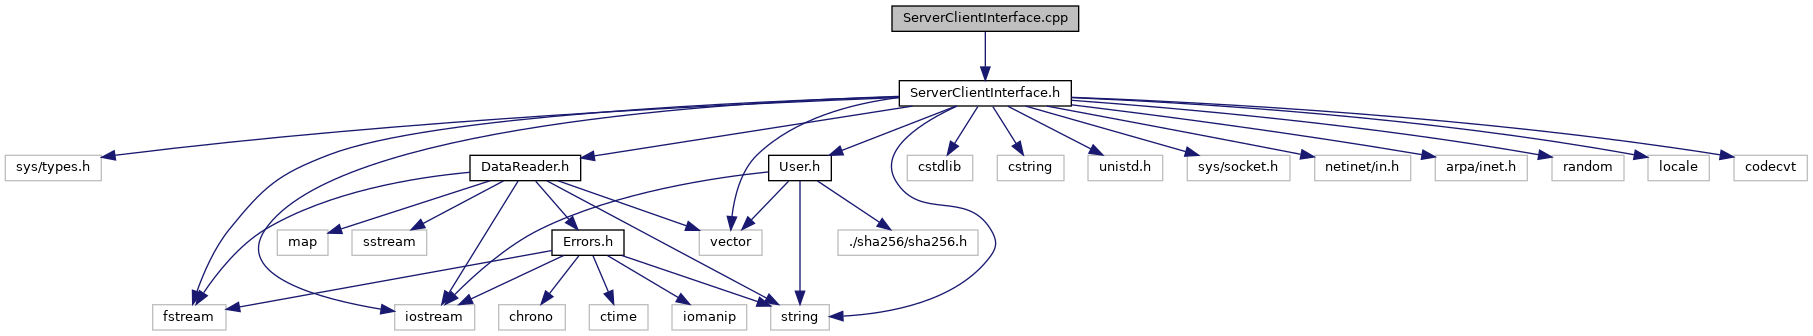 ServerClientInterface.cpp
ServerClientInterface.h
sys/types.h
DataReader.h
User.h
cstdlib
cstring
unistd.h
sys/socket.h
netinet/in.h
arpa/inet.h
random
locale
codecvt
map
sstream
Errors.h
vector
./sha256/sha256.h
fstream
iostream
chrono
ctime
iomanip
string